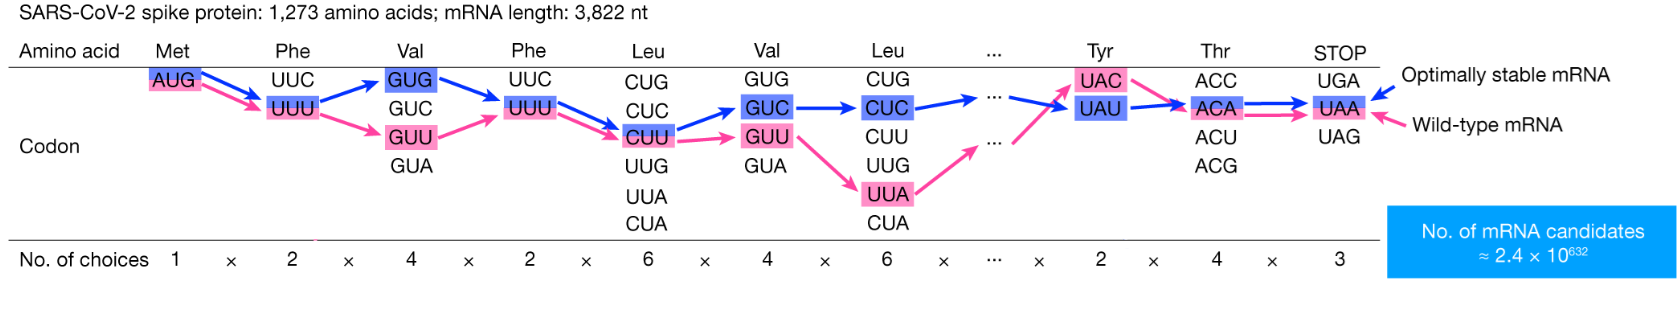 SARS-CoV-2 spike protein: 1,273 amino acids; mRNA length: 3,822 nt
Amino acid Met Phe Val Phe Leu Val Leu ... Tyr Thr STOP
AUG UUC GUG UUC CUG GUG CUG UAC ACC UGA
UUU GUC UUU CUC GUC CUC ... UAU ACA UAA
GUU CUU GUU CUU ... ACU UAG
GUA UUG GUA UUG ACG
UUA UUA
CUA CUA
Codon
Optimally stable mRNA
Wild-type mRNA
No. of choices 1 × 2 × 4 × 2 × 6 × 4 × 6 × ... × 2 × 4 × 3
No. of mRNA candidates
≈ 2.4 × 10⁶³²